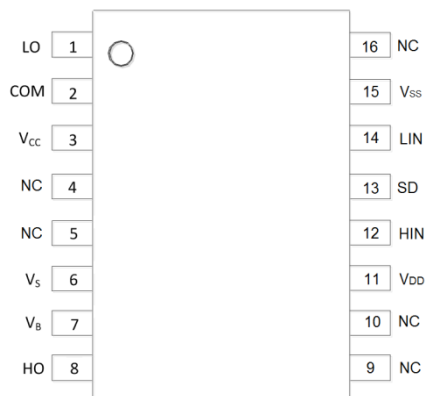 LO 1 16 NC
COM 2 15 Vss
VCC 3 14 LIN
NC 4 13 SD
NC 5 12 HIN
VS 6 11 VDD
VB 7 10 NC
HO 8 9 NC